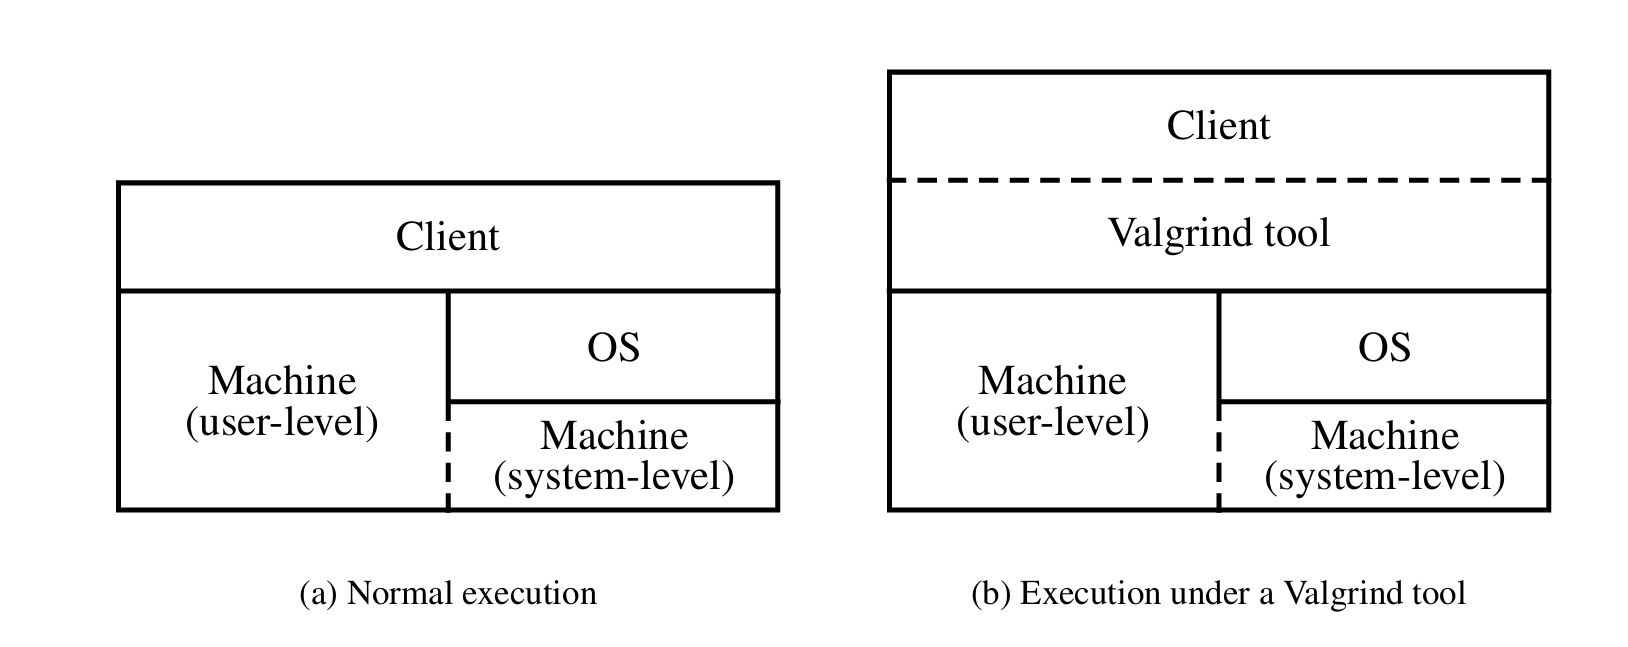 Client
OS
Machine
(user-level)
Machine
(system-level)
(a) Normal execution
Client
Valgrind tool
OS
Machine
(user-level)
Machine
(system-level)
(b) Execution under a Valgrind tool